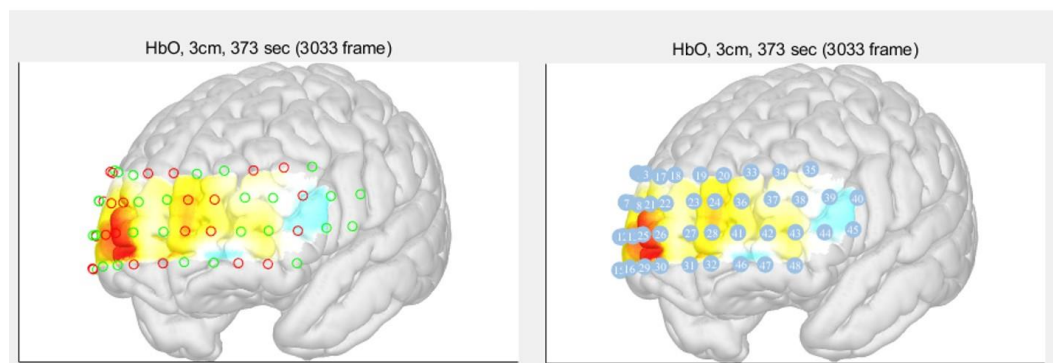 HbO, 3cm, 373 sec (3033 frame)
HbO, 3cm, 373 sec (3033 frame)
3 17 18 19 20 33 34 35
7 8 21 22 23 24 36 37 38 39 40
25 26 27 28 41 42 43 44 45
16 29 30 31 32 46 47 48